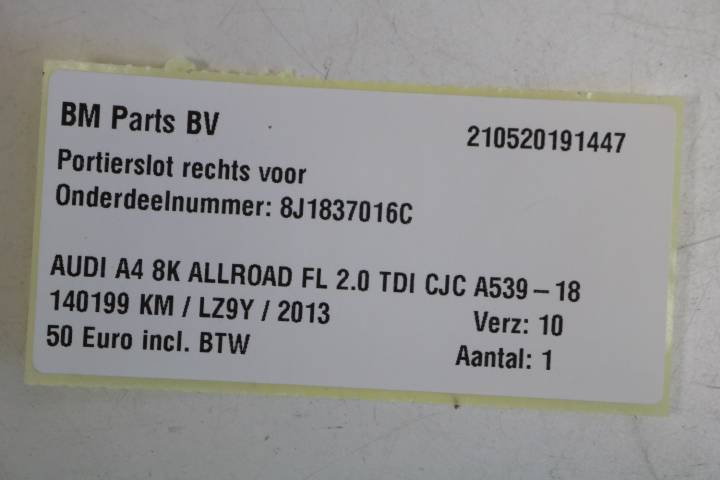 BM Parts BV
210520191447
Portierslot rechts voor
Onderdeelnummer: 8J1837016C
AUDI A4 8K ALLROAD FL 2.0 TDI CJC A539-18
140199 KM / LZ9Y / 2013
Verz: 10
50 Euro incl. BTW
Aantal: 1